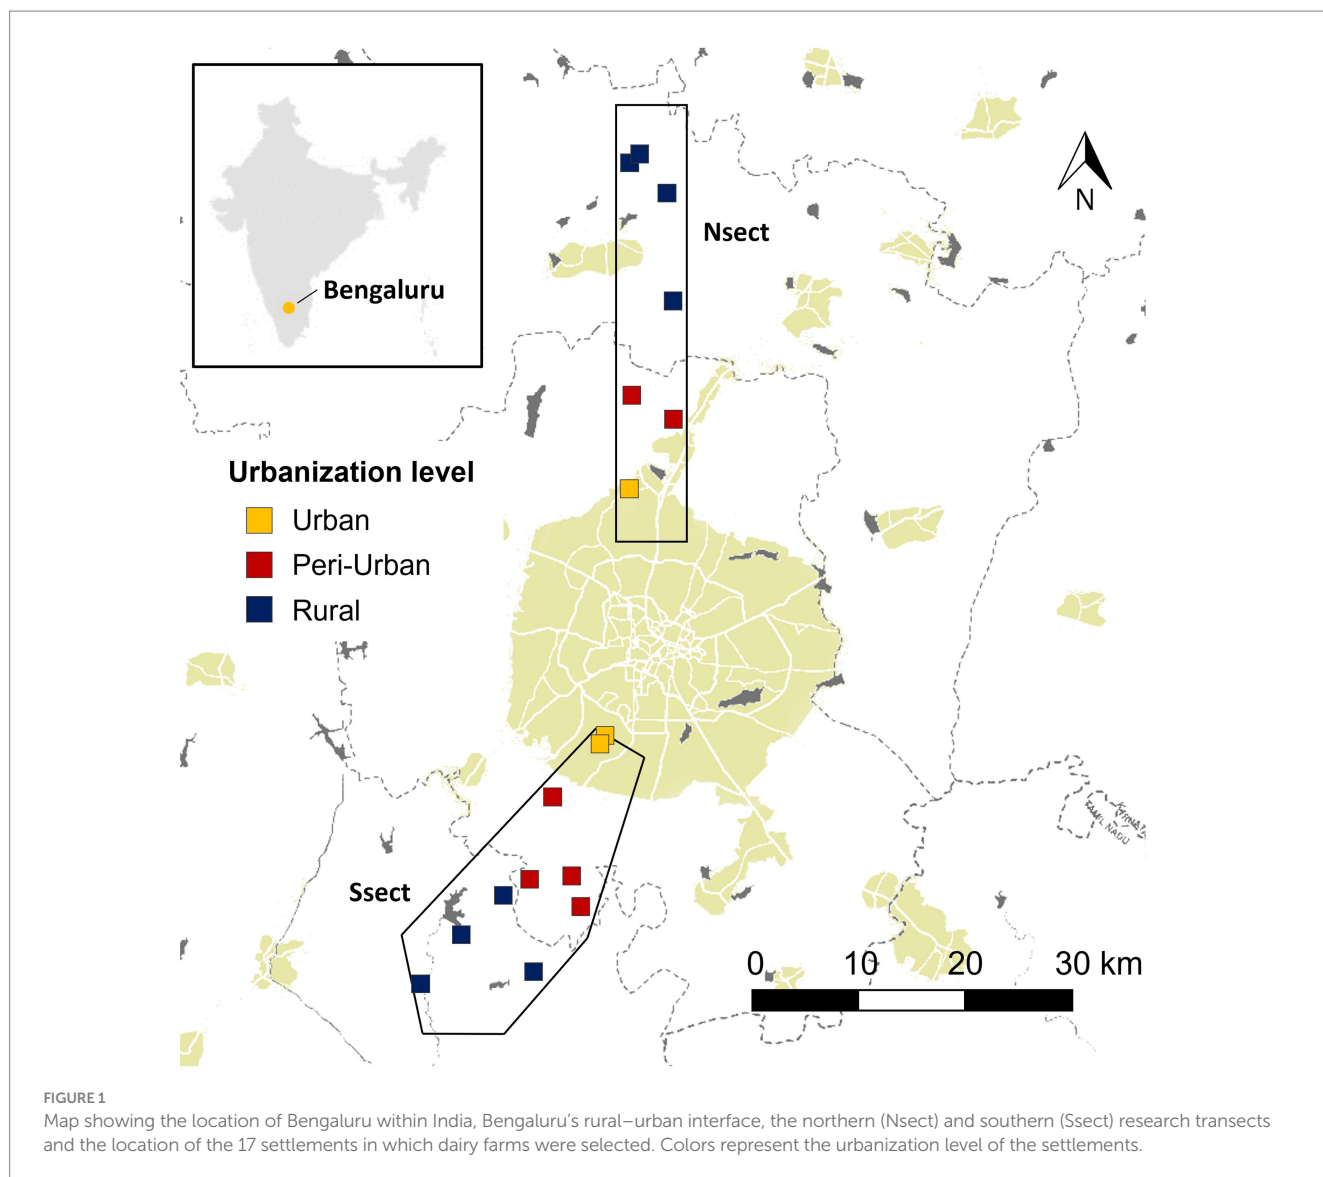 Bengaluru
Nsect
N
Urbanization level
Urban
Peri-Urban
Rural
Ssect
TAMIL NADU
0 10 20 30 km
FIGURE 1
Map showing the location of Bengaluru within India, Bengaluru’s rural–urban interface, the northern (Nsect) and southern (Ssect) research transects
and the location of the 17 settlements in which dairy farms were selected. Colors represent the urbanization level of the settlements.